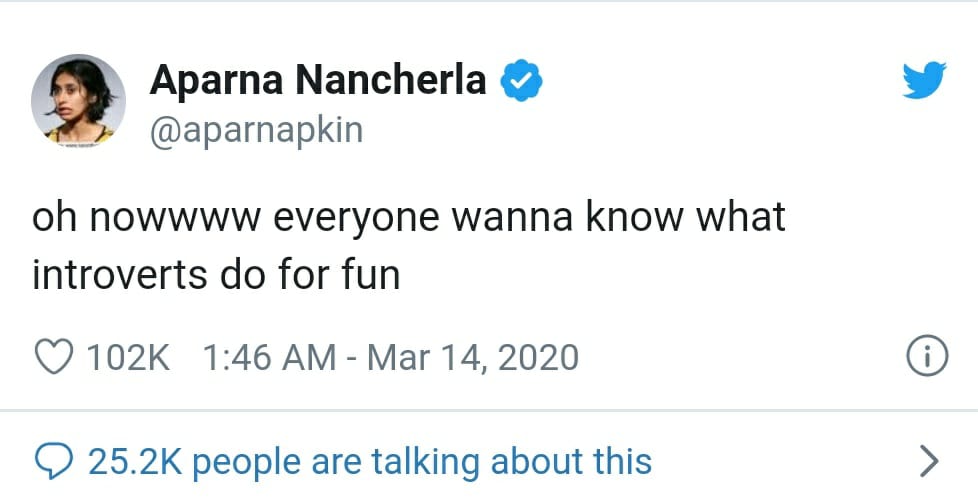 Aparna Nancherla
@aparnapkin
oh nowwww everyone wanna know what
introverts do for fun
102K 1:46 AM - Mar 14, 2020
25.2K people are talking about this